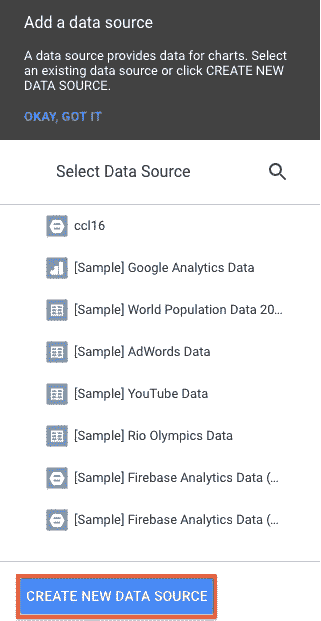 Add a data source
A data source provides data for charts. Select
an existing data source or click CREATE NEW
DATA SOURCE.
OKAY, GOT IT
Select Data Source
ccl16
[Sample] Google Analytics Data
[Sample] World Population Data 20...
[Sample] AdWords Data
[Sample] YouTube Data
[Sample] Rio Olympics Data
[Sample] Firebase Analytics Data (...
[Sample] Firebase Analytics Data (...
CREATE NEW DATA SOURCE